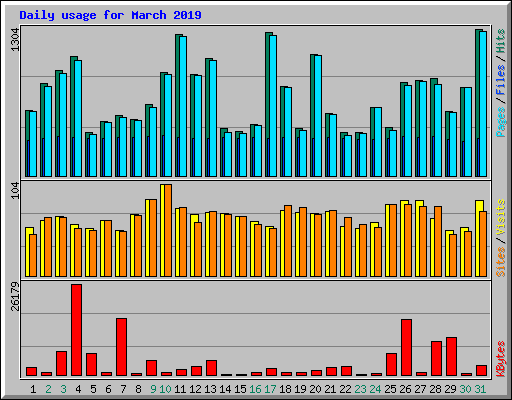 Daily usage for March 2019
1304
Pages / Files / Hits
104
Sites / Visits
26179
KBytes
1 2 3 4 5 6 7 8 9 10 11 12 13 14 15 16 17 18 19 20 21 22 23 24 25 26 27 28 29 30 31